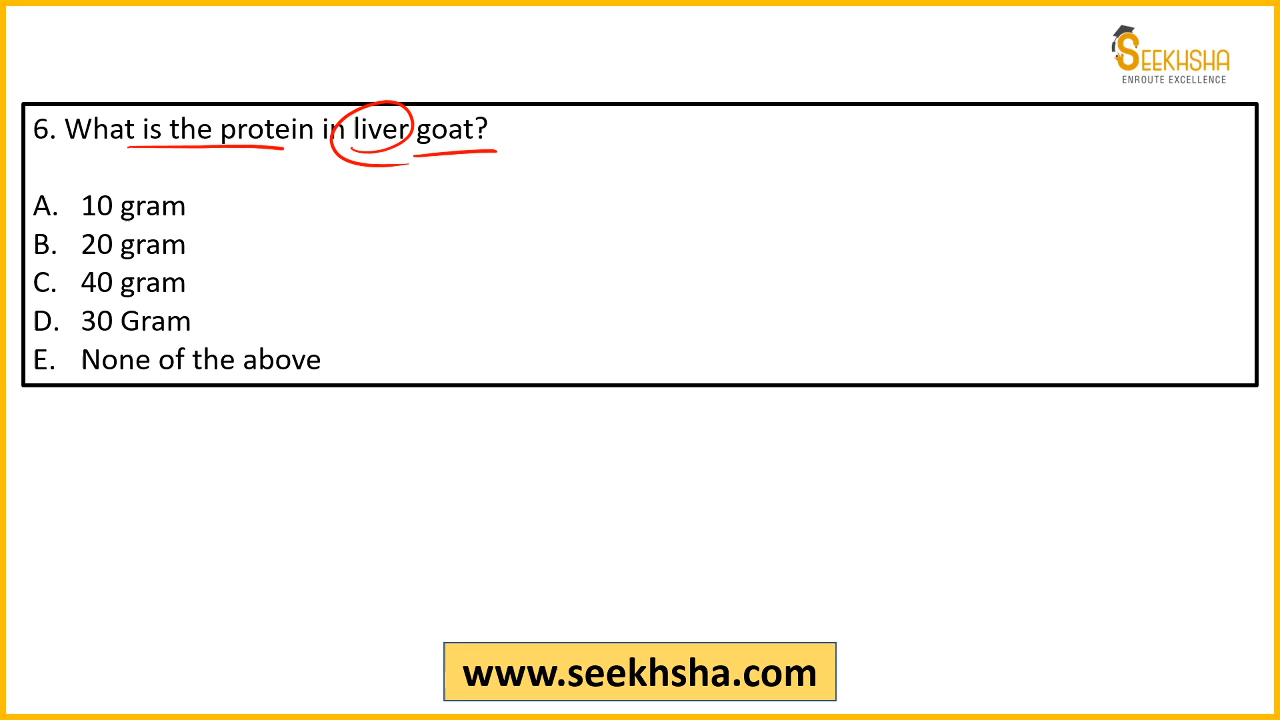 SEEKHSHA
ENROUTE EXCELLENCE
6. What is the protein in liver goat?
A. 10 gram
B. 20 gram
C. 40 gram
D. 30 Gram
E. None of the above
www.seekhsha.com